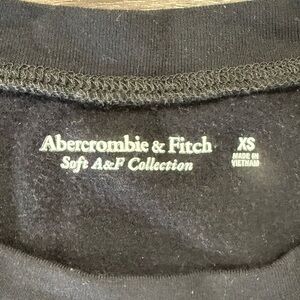 Abercrombie & Fitch
Soft A&F Collection
XS
MADE IN
VIETNAM